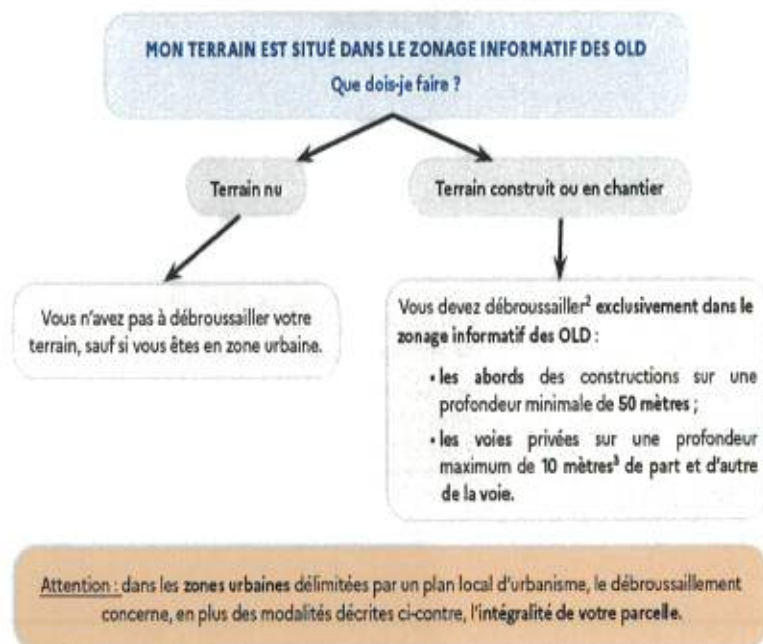 MON TERRAIN EST SITUÉ DANS LE ZONAGE INFORMATIF DES OLD
Que dois-je faire ?
Terrain nu
Terrain construit ou en chantier
Vous n'avez pas à débroussailler votre
terrain, sauf si vous êtes en zone urbaine.
Vous devez débroussailler² exclusivement dans le
zonage informatif des OLD :
• les abords des constructions sur une
profondeur minimale de 50 mètres ;
• les voies privées sur une profondeur
maximum de 10 mètres³ de part et d'autre
de la voie.
Attention : dans les zones urbaines délimitées par un plan local d'urbanisme, le débroussaillement
concerne, en plus des modalités décrites ci-contre, l'intégralité de votre parcelle.